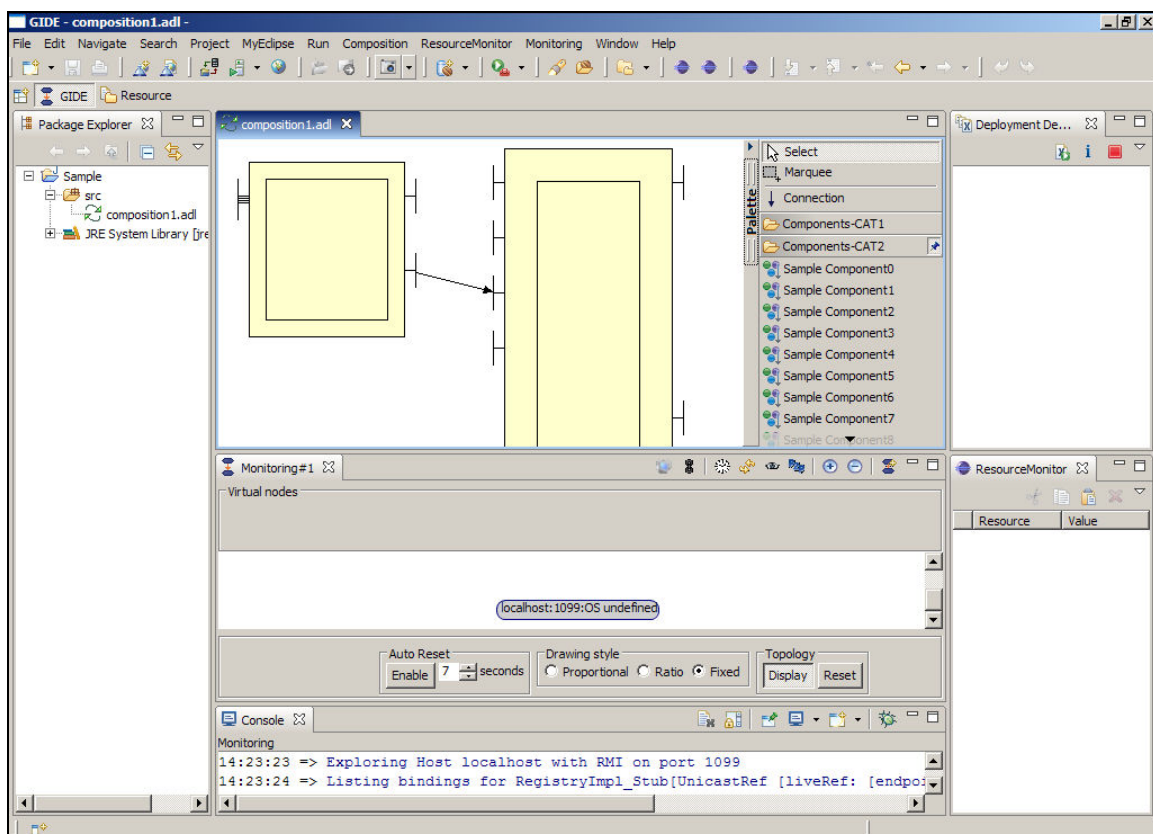 GIDE - composition1.adl -
File Edit Navigate Search Project MyEclipse Run Composition ResourceMonitor Monitoring Window Help
GIDE Resource
Package Explorer
composition1.adl
Deployment De...
Sample
src
composition1.adl
JRE System Library [jre
Palette
Select
Marquee
Connection
Components-CAT1
Components-CAT2
Sample Component0
Sample Component1
Sample Component2
Sample Component3
Sample Component4
Sample Component5
Sample Component6
Sample Component7
Sample Component8
Monitoring#1
ResourceMonitor
Virtual nodes
Resource Value
localhost:1099:OS undefined
Auto Reset Drawing style Topology
Enable 7 seconds Proportional Ratio Fixed Display Reset
Console
Monitoring
14:23:23 => Exploring Host localhost with RMI on port 1099
14:23:24 => Listing bindings for RegistryImpl_Stub[UnicastRef [liveRef: [endpoi